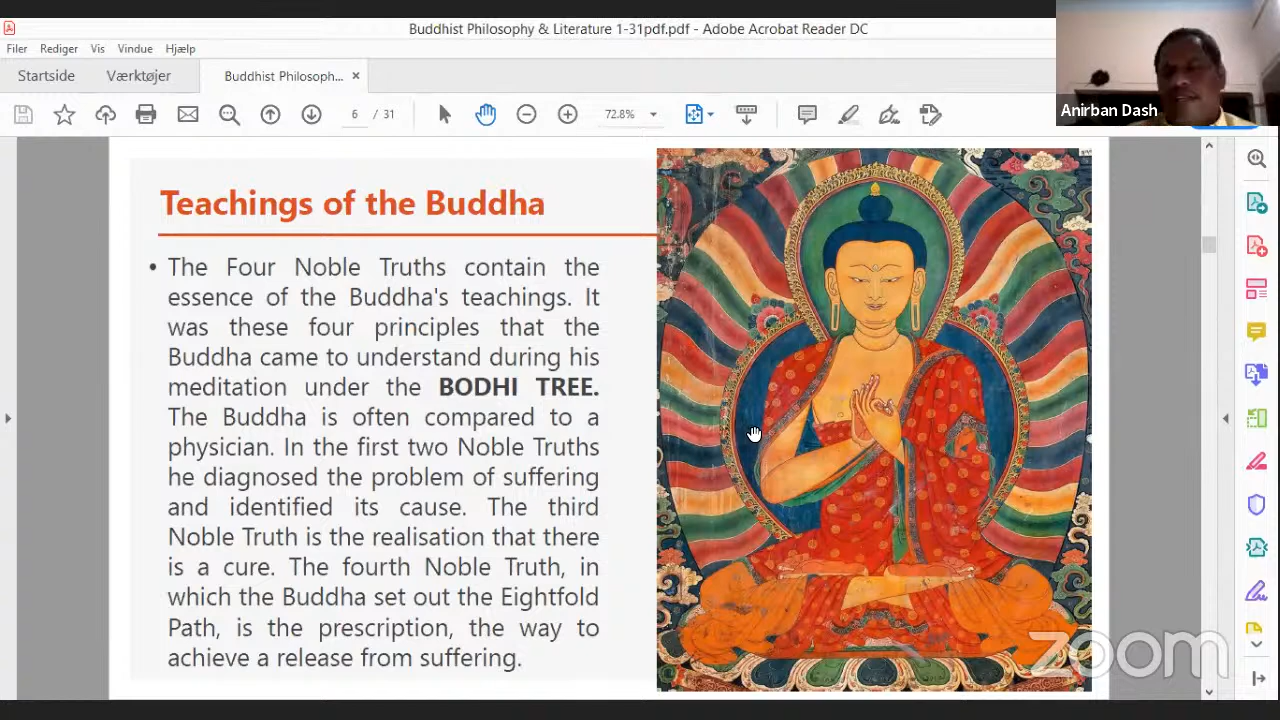 Buddhist Philosophy & Literature 1-31pdf.pdf - Adobe Acrobat Reader DC
Filer Rediger Vis Vindue Hjælp
Startside Værktøjer Buddhist Philosoph... ×
6 / 31 72.8%
Anirban Dash
Teachings of the Buddha
• The Four Noble Truths contain the
essence of the Buddha's teachings. It
was these four principles that the
Buddha came to understand during his
meditation under the BODHI TREE.
The Buddha is often compared to a
physician. In the first two Noble Truths
he diagnosed the problem of suffering
and identified its cause. The third
Noble Truth is the realisation that there
is a cure. The fourth Noble Truth, in
which the Buddha set out the Eightfold
Path, is the prescription, the way to
achieve a release from suffering.
zoom